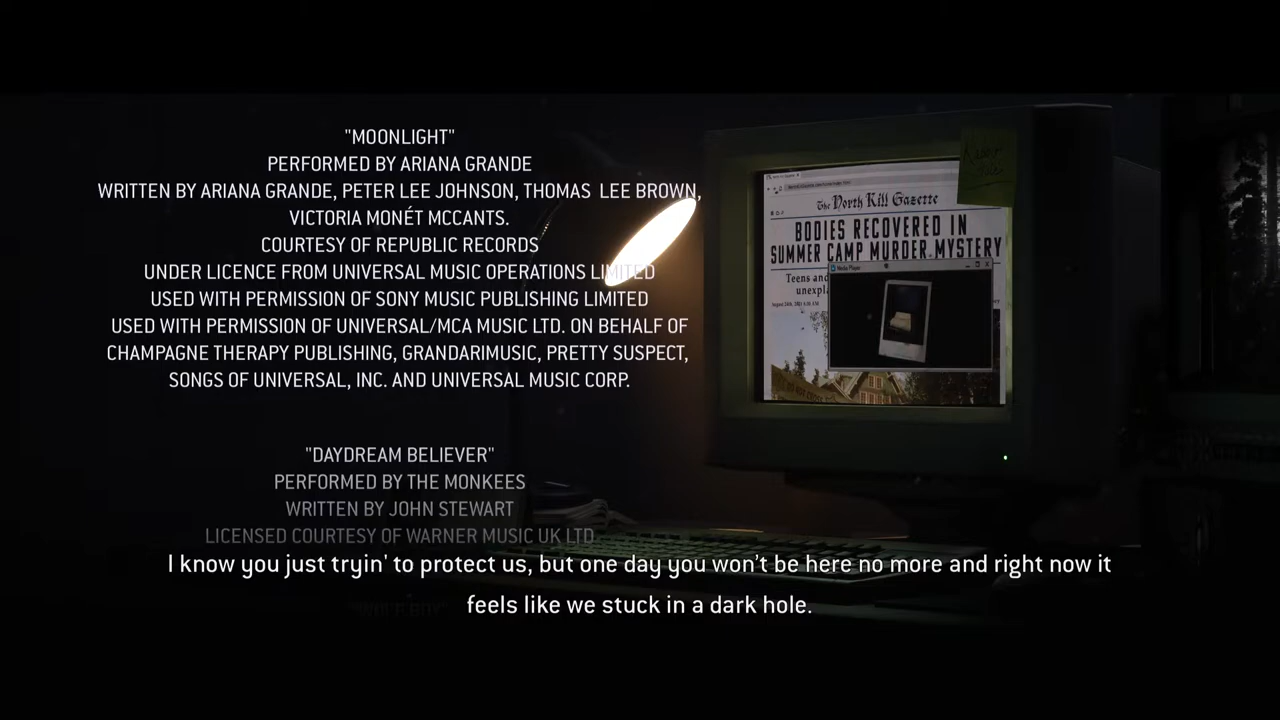 "MOONLIGHT"
PERFORMED BY ARIANA GRANDE
WRITTEN BY ARIANA GRANDE, PETER LEE JOHNSON, THOMAS LEE BROWN,
VICTORIA MONÉT MCCANTS.
COURTESY OF REPUBLIC RECORDS
UNDER LICENCE FROM UNIVERSAL MUSIC OPERATIONS LIMITED
USED WITH PERMISSION OF SONY MUSIC PUBLISHING LIMITED
USED WITH PERMISSION OF UNIVERSAL/MCA MUSIC LTD. ON BEHALF OF
CHAMPAGNE THERAPY PUBLISHING, GRANDARIMUSIC, PRETTY SUSPECT,
SONGS OF UNIVERSAL, INC. AND UNIVERSAL MUSIC CORP.
"DAYDREAM BELIEVER"
PERFORMED BY THE MONKEES
WRITTEN BY JOHN STEWART
LICENSED COURTESY OF WARNER MUSIC UK LTD
The North Kill Gazette
BODIES RECOVERED IN
SUMMER CAMP MURDER MYSTERY
Media Player
Teens and
I know you just tryin' to protect us, but one day you won't be here no more and right now it
feels like we stuck in a dark hole.